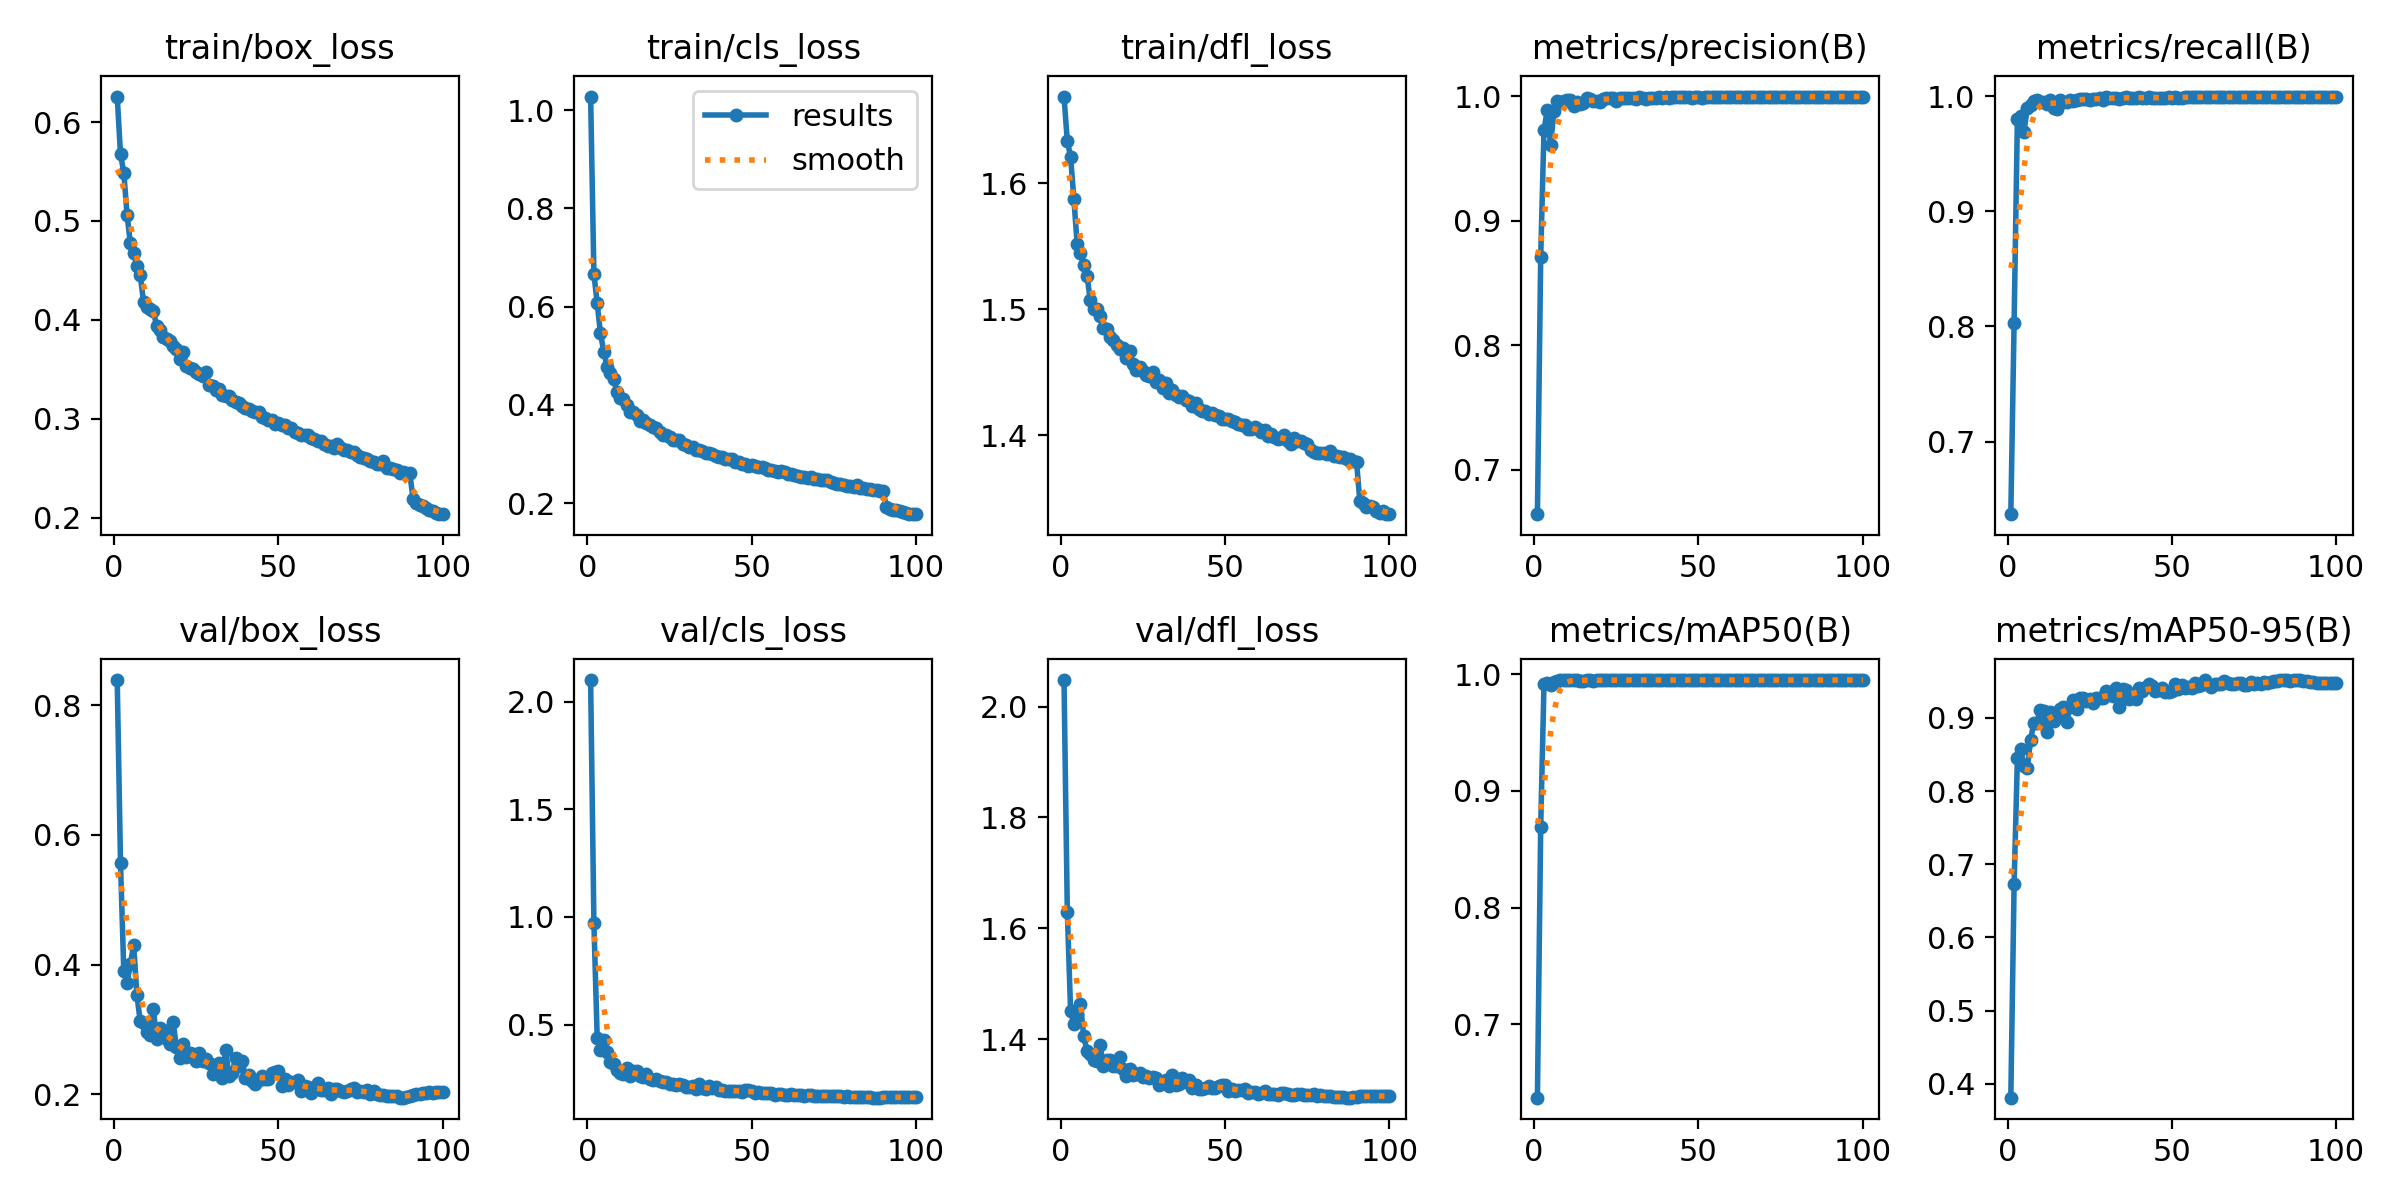 train/box_loss
0.6
0.5
0.4
0.3
0.2
0 50 100
train/cls_loss
results
smooth
1.0
0.8
0.6
0.4
0.2
0 50 100
train/dfl_loss
1.6
1.5
1.4
0 50 100
metrics/precision(B)
1.0
0.9
0.8
0.7
0 50 100
metrics/recall(B)
1.0
0.9
0.8
0.7
0 50 100
val/box_loss
0.8
0.6
0.4
0.2
0 50 100
val/cls_loss
2.0
1.5
1.0
0.5
0 50 100
val/dfl_loss
2.0
1.8
1.6
1.4
0 50 100
metrics/mAP50(B)
1.0
0.9
0.8
0.7
0 50 100
metrics/mAP50-95(B)
0.9
0.8
0.7
0.6
0.5
0.4
0 50 100